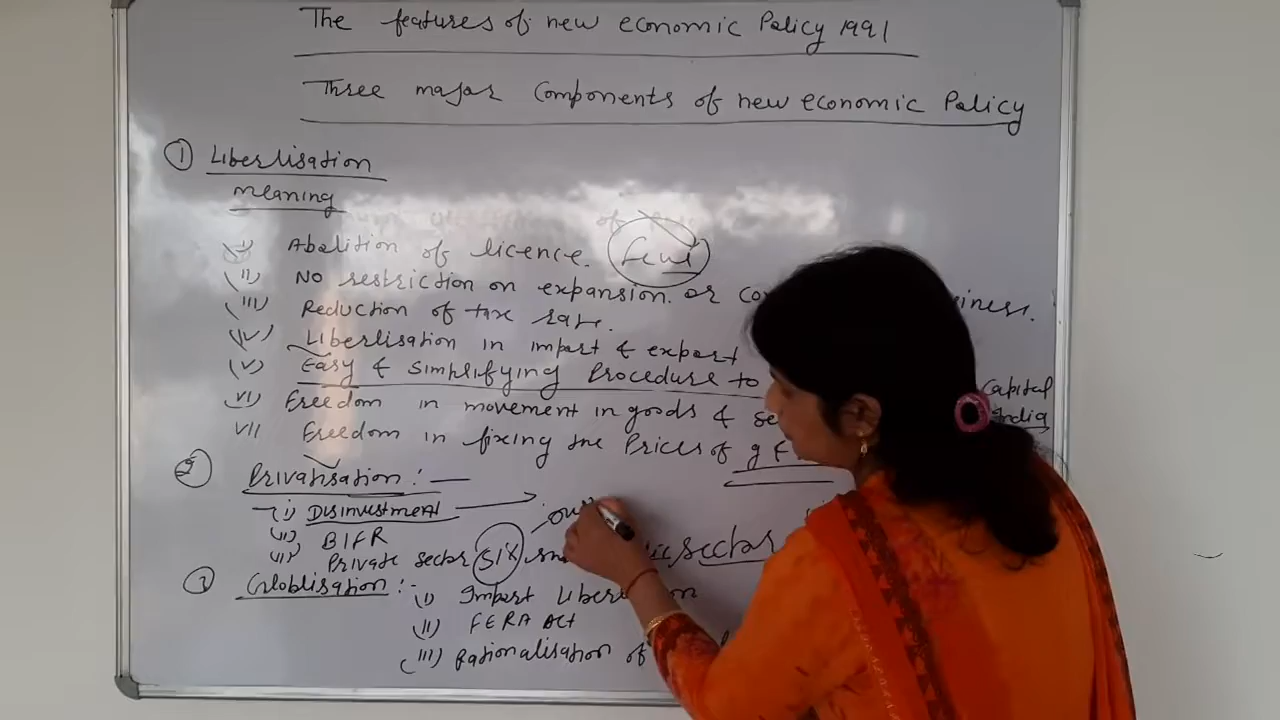 The features of new economic Policy 1991
Three major Components of new economic Policy
① Liberlisation
meaning
i) Abolition of licence.
(ii) No restriction on expansion or
(iii) Reduction of tax rate.
(iv) Liberlisation in import & export
(v) Easy & Simplifying Procedure to Capital
India
vi) Freedom in movement in goods &
vii Freedom in fixing the Prices of g &
② Privatisation :-
(i) Disinvestment
(ii) BIFR
(iii) Private sector six sector
③ Globlisation :- (i) Import
(ii) FERA Act
(iii) Rationalisation of